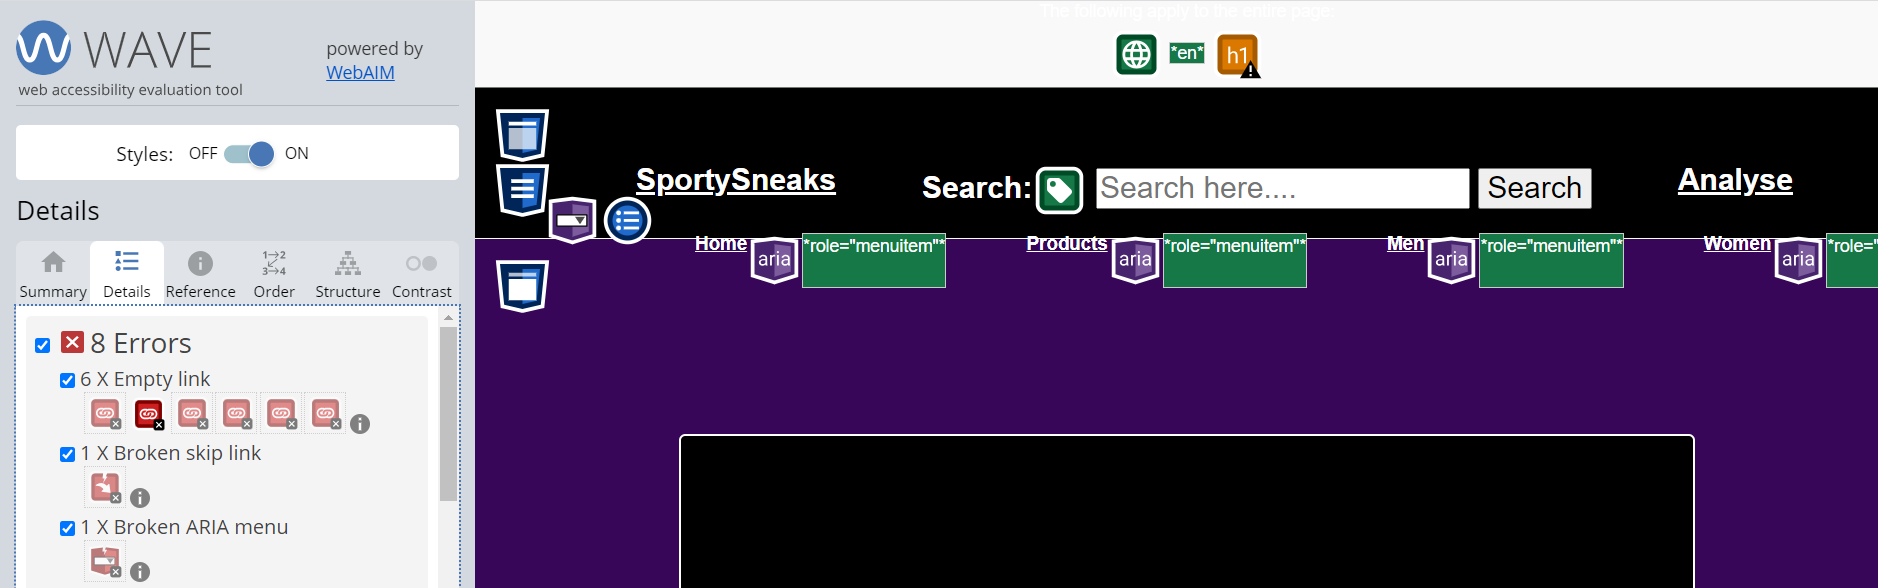 WAVE
powered by
WebAIM
web accessibility evaluation tool
Styles: OFF ON
Details
Summary Details Reference Order Structure Contrast
8 Errors
6 X Empty link
1 X Broken skip link
1 X Broken ARIA menu
The following apply to the entire page:
*en* h1
SportySneaks Search: Search here.... Search Analyse
Home aria *role="menuitem"* Products aria *role="menuitem"* Men aria *role="menuitem"* Women aria *role="